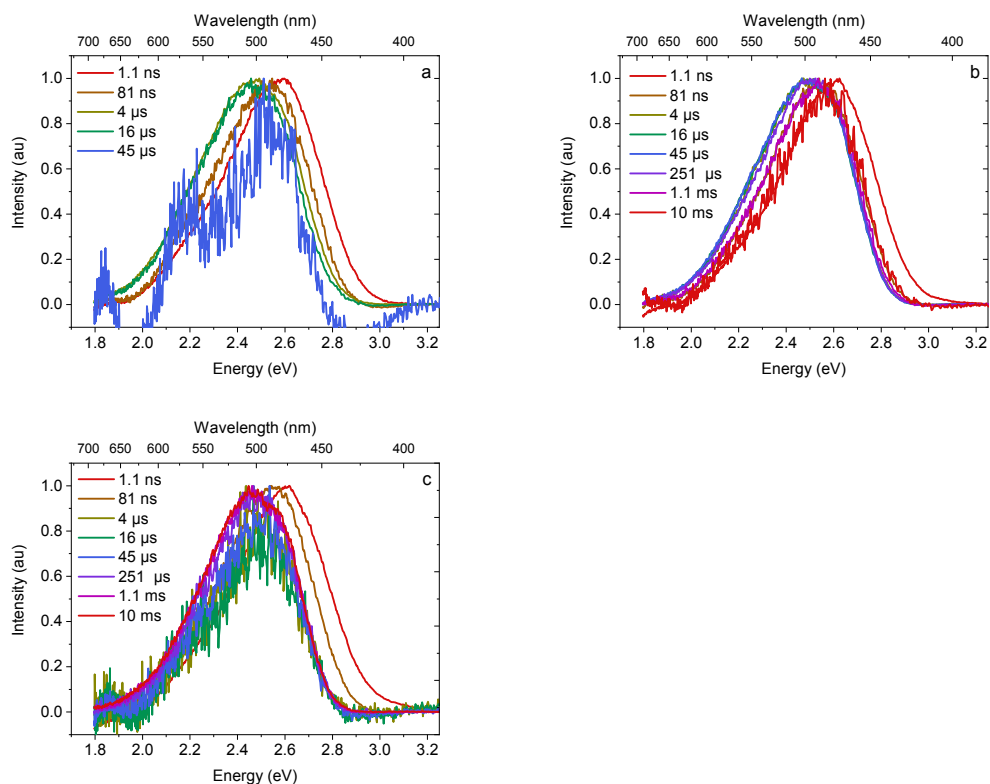 Wavelength (nm)
700 650 600 550 500 450 400
a
1.1 ns
81 ns
4 µs
16 µs
45 µs
Intensity (au)
1.0
0.8
0.6
0.4
0.2
0.0
1.8 2.0 2.2 2.4 2.6 2.8 3.0 3.2
Energy (eV)
Wavelength (nm)
700 650 600 550 500 450 400
b
1.1 ns
81 ns
4 µs
16 µs
45 µs
251 µs
1.1 ms
10 ms
Intensity (au)
1.0
0.8
0.6
0.4
0.2
0.0
1.8 2.0 2.2 2.4 2.6 2.8 3.0 3.2
Energy (eV)
Wavelength (nm)
700 650 600 550 500 450 400
c
1.1 ns
81 ns
4 µs
16 µs
45 µs
251 µs
1.1 ms
10 ms
Intensity (au)
1.0
0.8
0.6
0.4
0.2
0.0
1.8 2.0 2.2 2.4 2.6 2.8 3.0 3.2
Energy (eV)